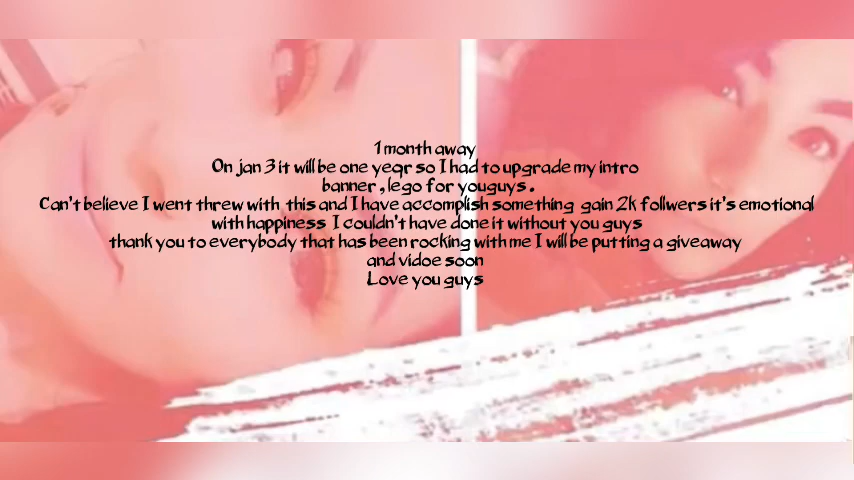 1 month away
On jan 3 it will be one year so I had to upgrade my intro
banner , lego for youguys .
Can't believe I went threw with this and I have accomplish something gain 2k follwers it's emotional
with happiness I couldn't have done it without you guys
thank you to everybody that has been rocking with me I will be putting a giveaway
and vidoe soon
Love you guys